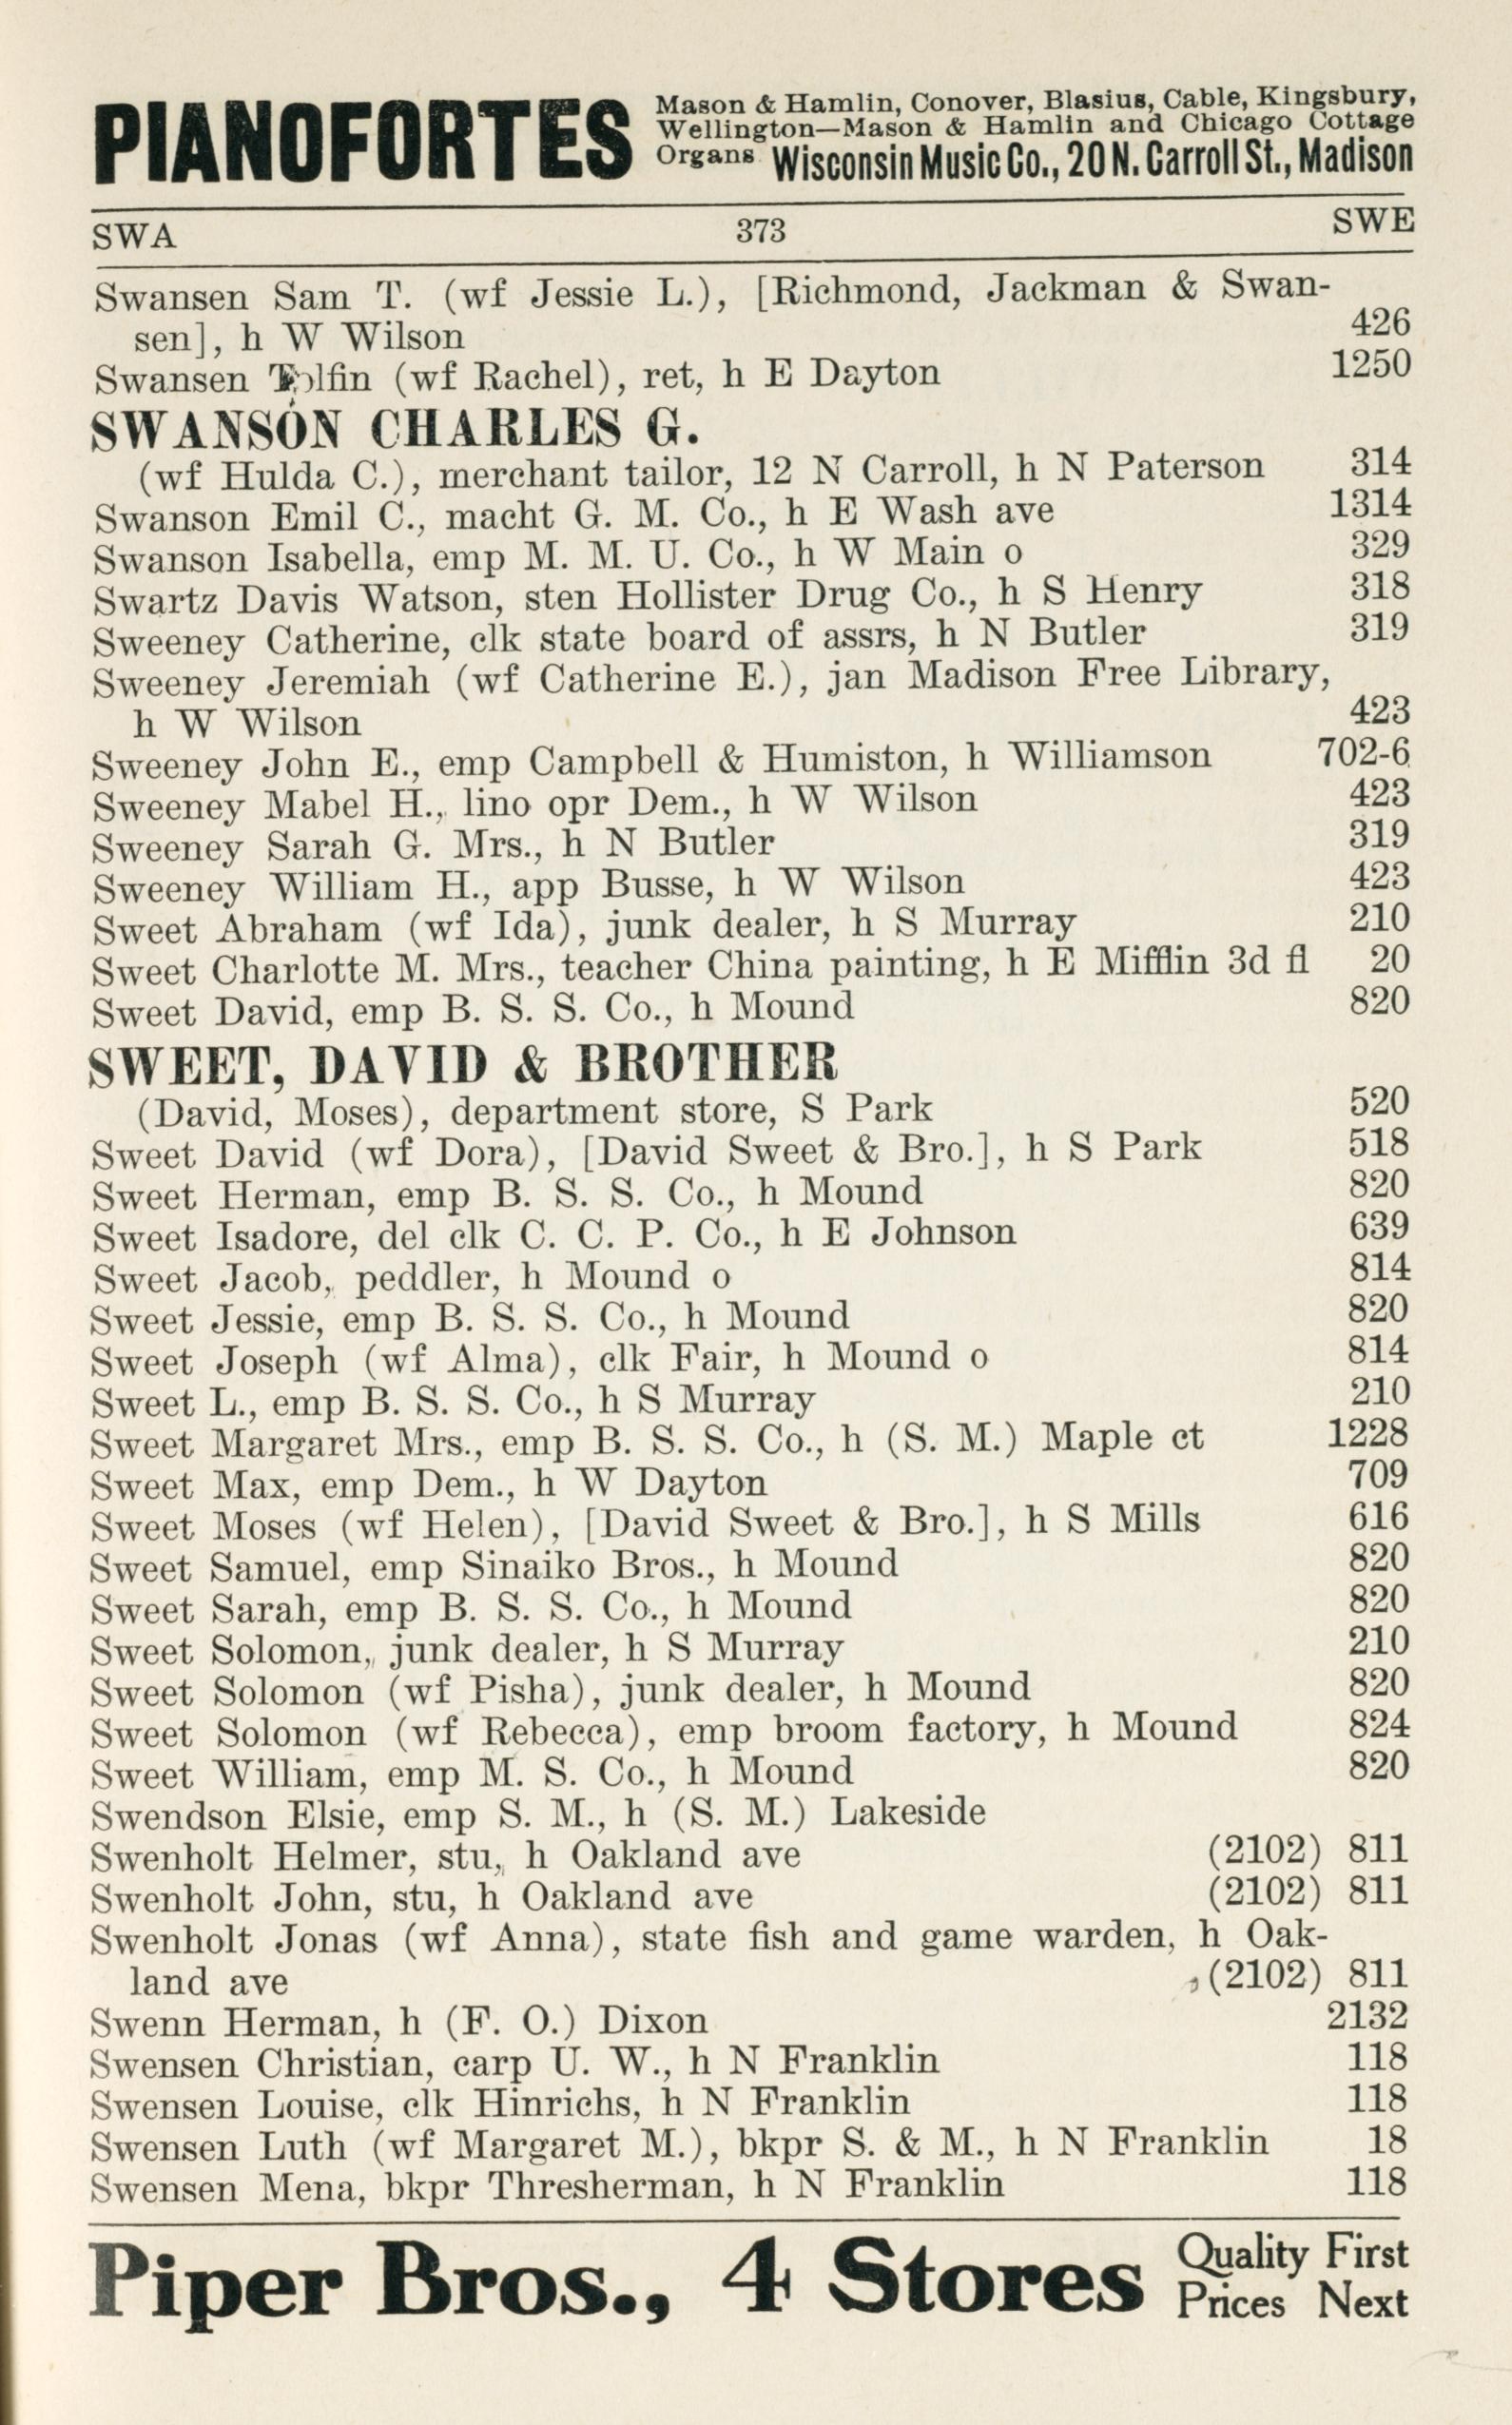 PIANOFORTES
Mason & Hamlin, Conover, Blasius, Cable, Kingsbury,
Wellington—Mason & Hamlin and Chicago Cottage
Organs Wisconsin Music Co., 20 N. Carroll St., Madison
SWA 373 SWE
Swansen Sam T. (wf Jessie L.), [Richmond, Jackman & Swan-
sen], h W Wilson 426
Swansen (wf Rachel), ret, h E Dayton 1250
SWANSON CHARLES G.
(wf Hulda C.), merchant tailor, 12 N Carroll, h N Paterson 314
Swanson Emil C., macht G. M. Co., h E Wash ave 1314
Swanson Isabella, emp M. M. U. Co., h W Main o 329
Swartz Davis Watson, sten Hollister Drug Co., h S Henry 318
Sweeney Catherine, clk state board of assrs, h N Butler 319
Sweeney Jeremiah (wf Catherine E.), jan Madison Free Library,
h W Wilson 423
Sweeney John E., emp Campbell & Humiston, h Williamson 702-6
Sweeney Mabel H., lino opr Dem., h W Wilson 423
Sweeney Sarah G. Mrs., h N Butler 319
Sweeney William H., app Busse, h W Wilson 423
Sweet Abraham (wf Ida), junk dealer, h S Murray 210
Sweet Charlotte M. Mrs., teacher China painting, h E Mifflin 3d fl 20
Sweet David, emp B. S. S. Co., h Mound 820
SWEET, DAVID & BROTHER
(David, Moses), department store, S Park 520
Sweet David (wf Dora), [David Sweet & Bro.], h S Park 518
Sweet Herman, emp B. S. S. Co., h Mound 820
Sweet Isadore, del clk C. C. P. Co., h E Johnson 639
Sweet Jacob, peddler, h Mound o 814
Sweet Jessie, emp B. S. S. Co., h Mound 820
Sweet Joseph (wf Alma), clk Fair, h Mound o 814
Sweet L., emp B. S. S. Co., h S Murray 210
Sweet Margaret Mrs., emp B. S. S. Co., h (S. M.) Maple ct 1228
Sweet Max, emp Dem., h W Dayton 709
Sweet Moses (wf Helen), [David Sweet & Bro.], h S Mills 616
Sweet Samuel, emp Sinaiko Bros., h Mound 820
Sweet Sarah, emp B. S. S. Co., h Mound 820
Sweet Solomon, junk dealer, h S Murray 210
Sweet Solomon (wf Pisha), junk dealer, h Mound 820
Sweet Solomon (wf Rebecca), emp broom factory, h Mound 824
Sweet William, emp M. S. Co., h Mound 820
Swendson Elsie, emp S. M., h (S. M.) Lakeside
Swenholt Helmer, stu, h Oakland ave (2102) 811
Swenholt John, stu, h Oakland ave (2102) 811
Swenholt Jonas (wf Anna), state fish and game warden, h Oak-
land ave (2102) 811
Swenn Herman, h (F. O.) Dixon 2132
Swensen Christian, carp U. W., h N Franklin 118
Swensen Louise, clk Hinrichs, h N Franklin 118
Swensen Luth (wf Margaret M.), bkpr S. & M., h N Franklin 18
Swensen Mena, bkpr Thresherman, h N Franklin 118
Piper Bros., 4 Stores Quality First
Prices Next